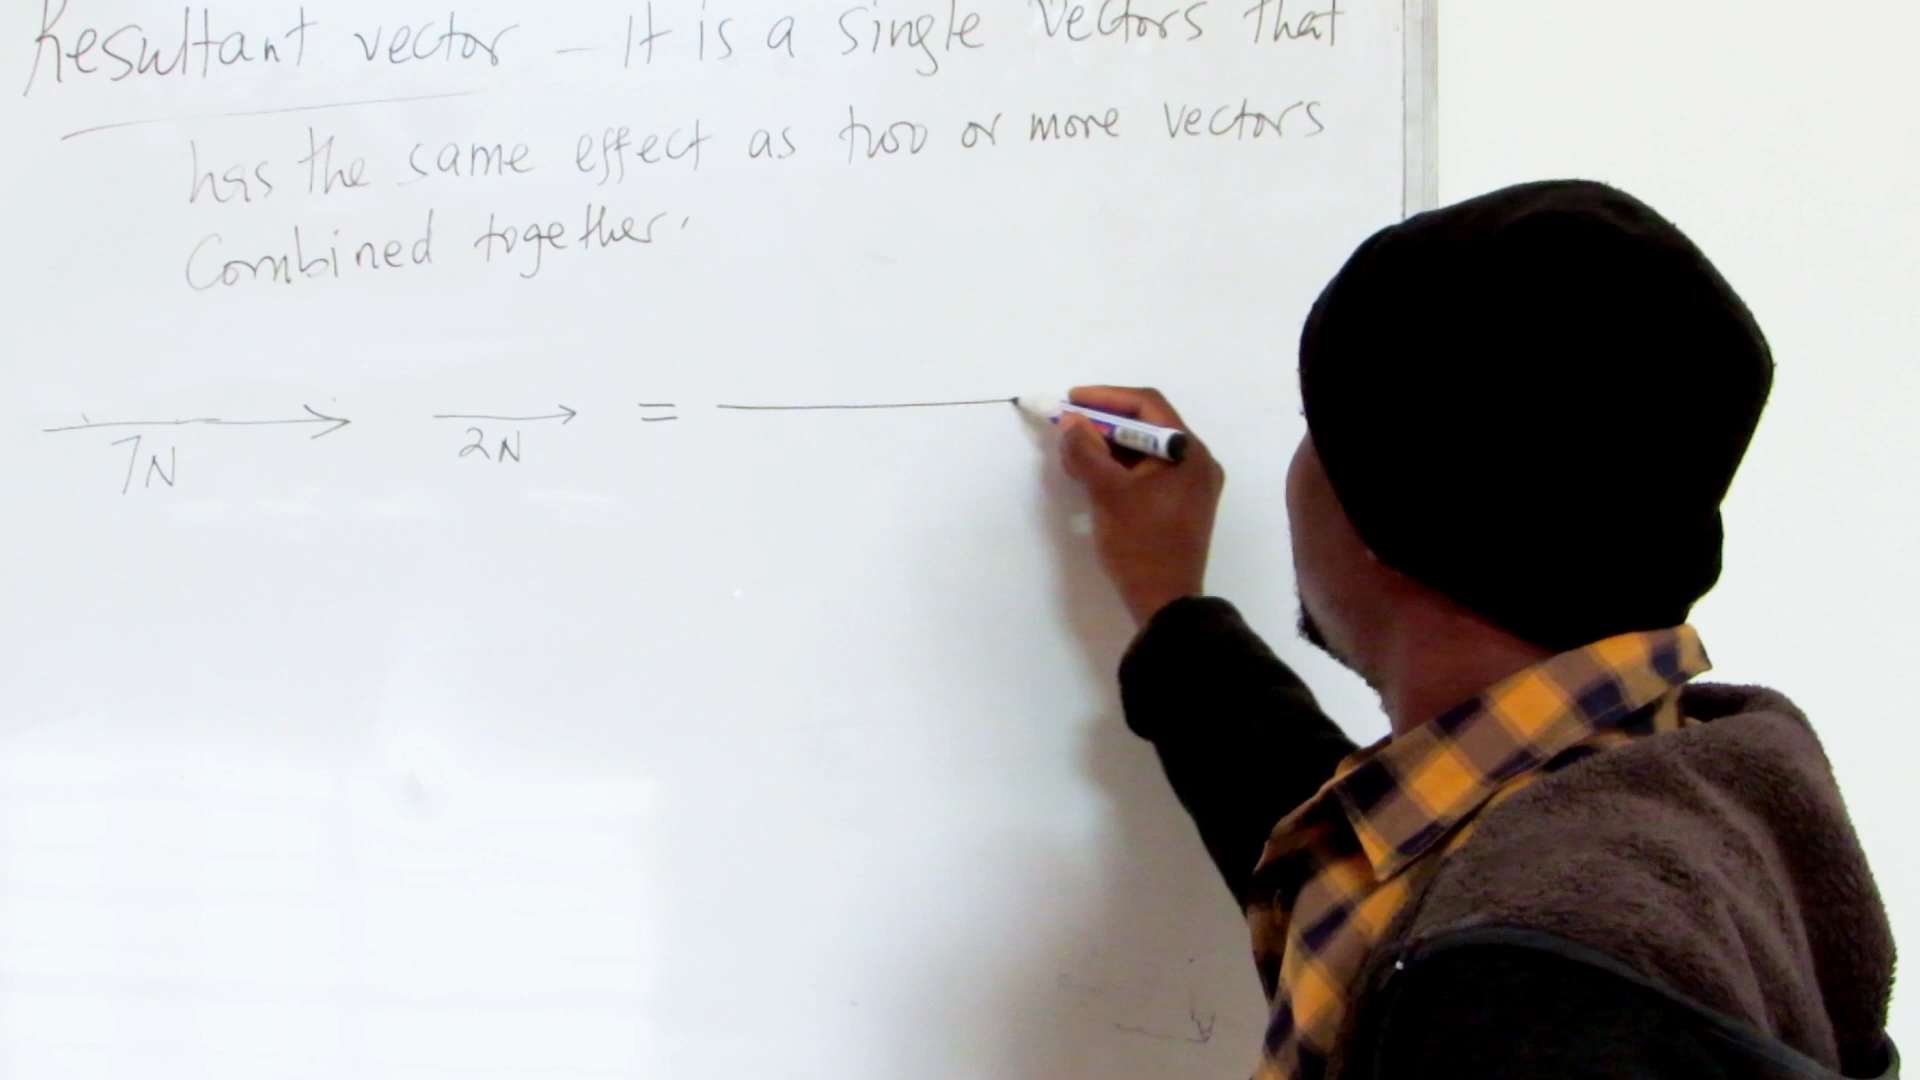 Resultant vector – It is a single vectors that
has the same effect as two or more vectors
Combined together.
7N 2N =